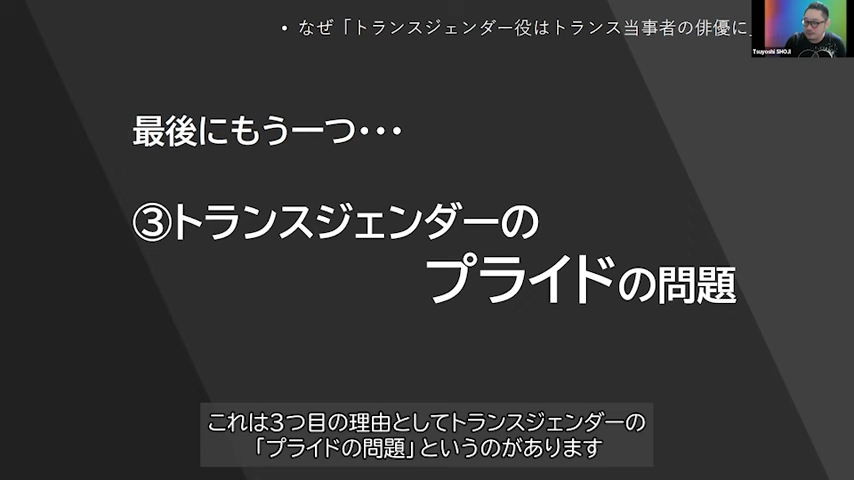 • なぜ「トランスジェンダー役はトランス当事者の俳優に」
Tsuyoshi SHOJI
最後にもう一つ・・・
③トランスジェンダーの
プライドの問題
これは3つ目の理由としてトランスジェンダーの
「プライドの問題」というのがあります